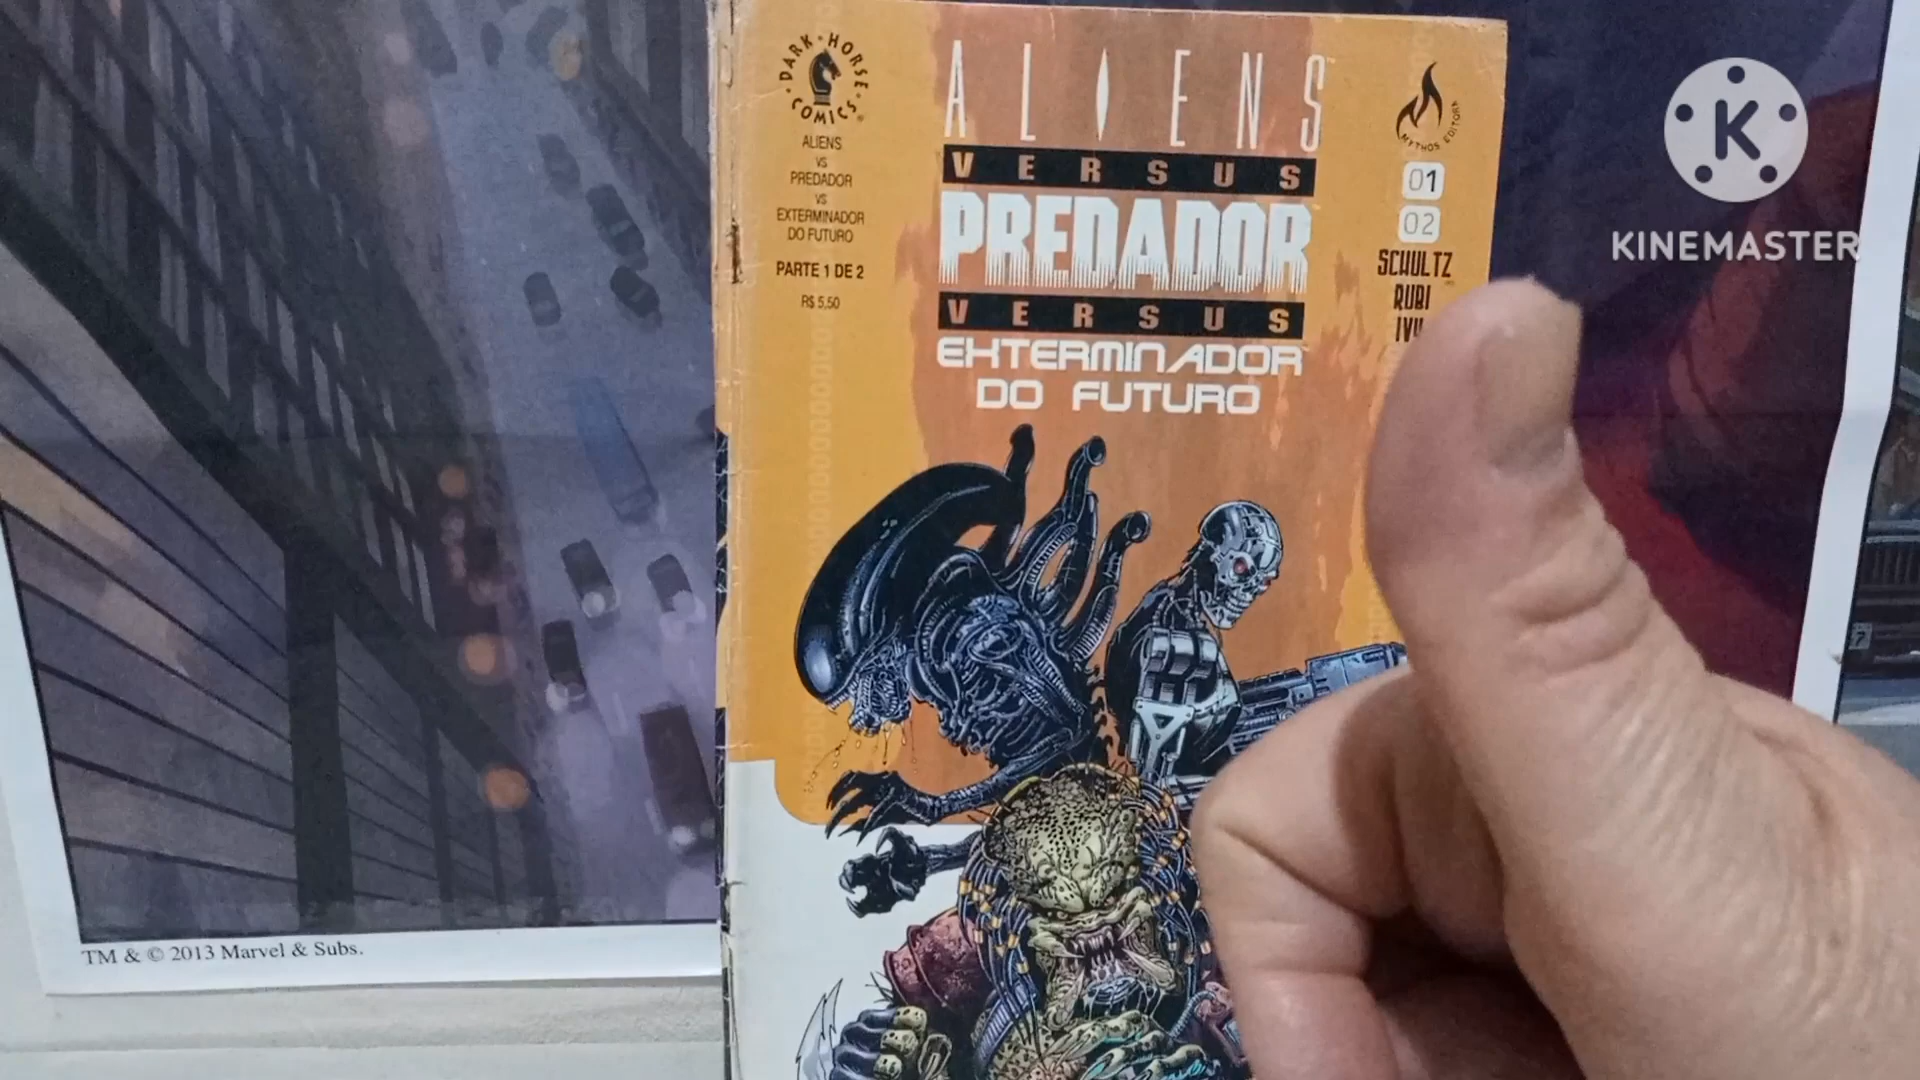 DARK HORSE COMICS
ALIENS
VS
PREDADOR
VS
EXTERMINADOR
DO FUTURO
PARTE 1 DE 2
R$ 5,50
ALIENS
VERSUS
PREDADOR
VERSUS
EXTERMINADOR
DO FUTURO
MYTHOS EDITORA
01
02
SCHULTZ
RUBI
K
KINEMASTER
TM & © 2013 Marvel & Subs.
?